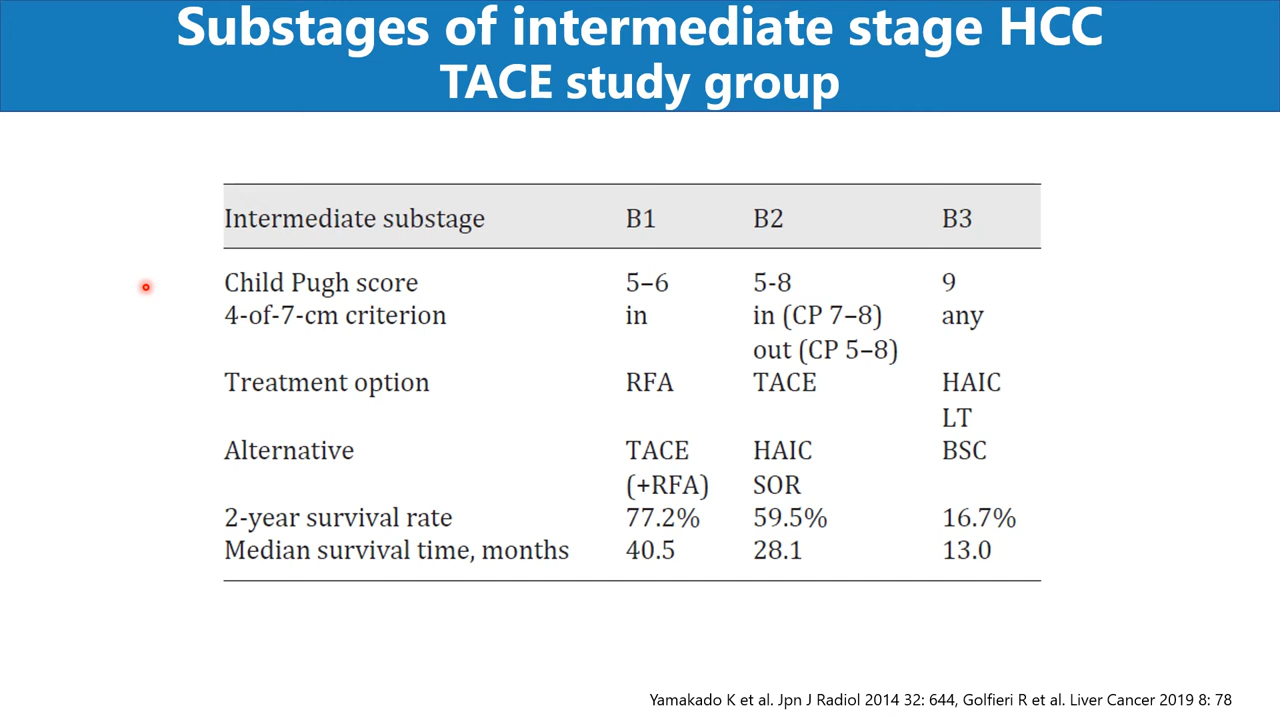 Substages of intermediate stage HCC
TACE study group
Intermediate substage B1 B2 B3
Child Pugh score 5–6 5-8 9
4-of-7-cm criterion in in (CP 7–8) any
out (CP 5–8)
Treatment option RFA TACE HAIC
LT
Alternative TACE HAIC BSC
(+RFA) SOR
2-year survival rate 77.2% 59.5% 16.7%
Median survival time, months 40.5 28.1 13.0
Yamakado K et al. Jpn J Radiol 2014 32: 644, Golfieri R et al. Liver Cancer 2019 8: 78